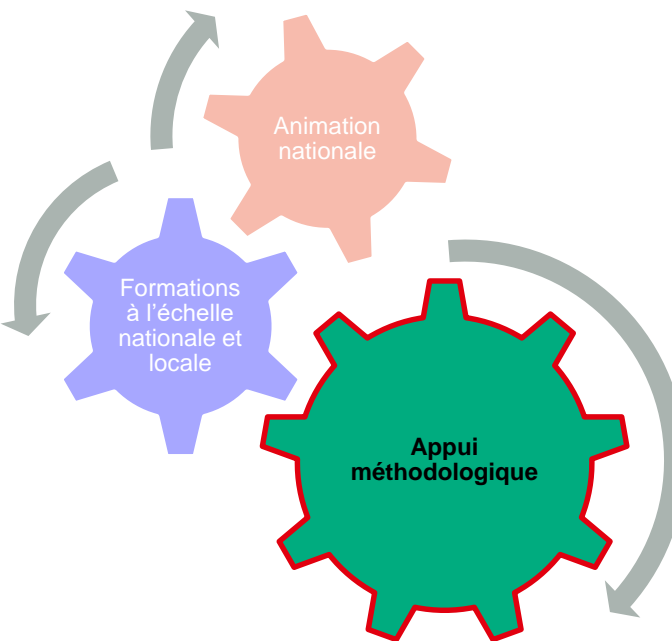 Animation
nationale
Formations
à l'échelle
nationale et
locale
Appui
méthodologique